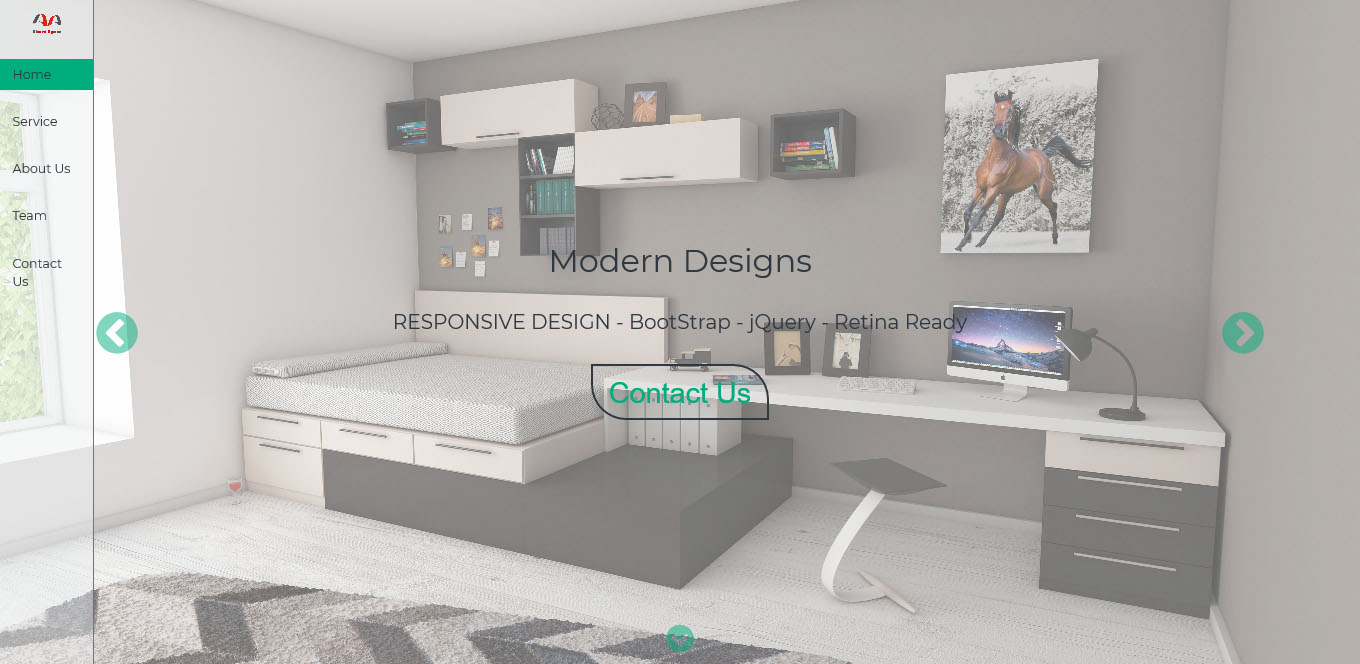 Home
Service
About Us
Team
Contact
Us
Modern Designs
RESPONSIVE DESIGN - BootStrap - jQuery - Retina Ready
Contact Us